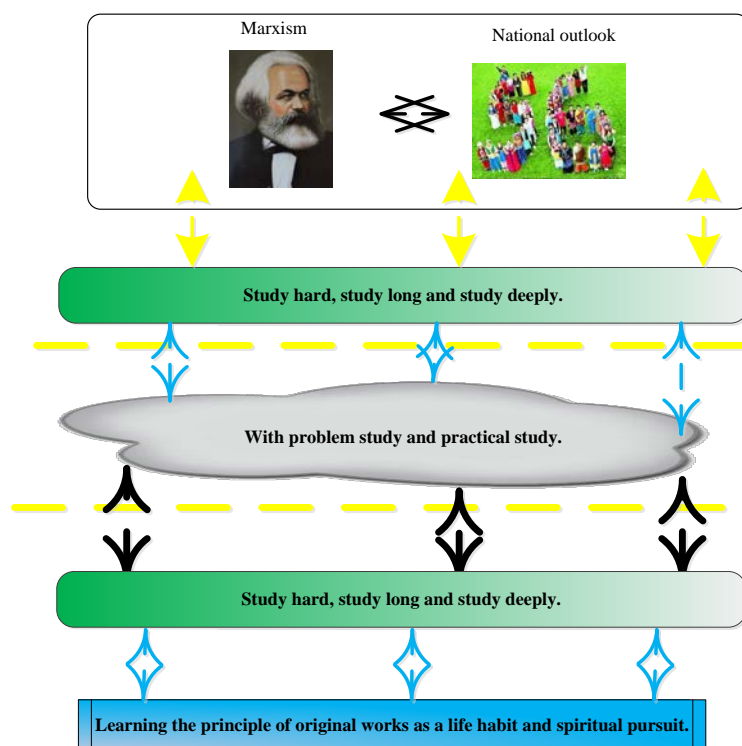 Marxism
National outlook
56
Study hard, study long and study deeply.
With problem study and practical study.
Study hard, study long and study deeply.
Learning the principle of original works as a life habit and spiritual pursuit.